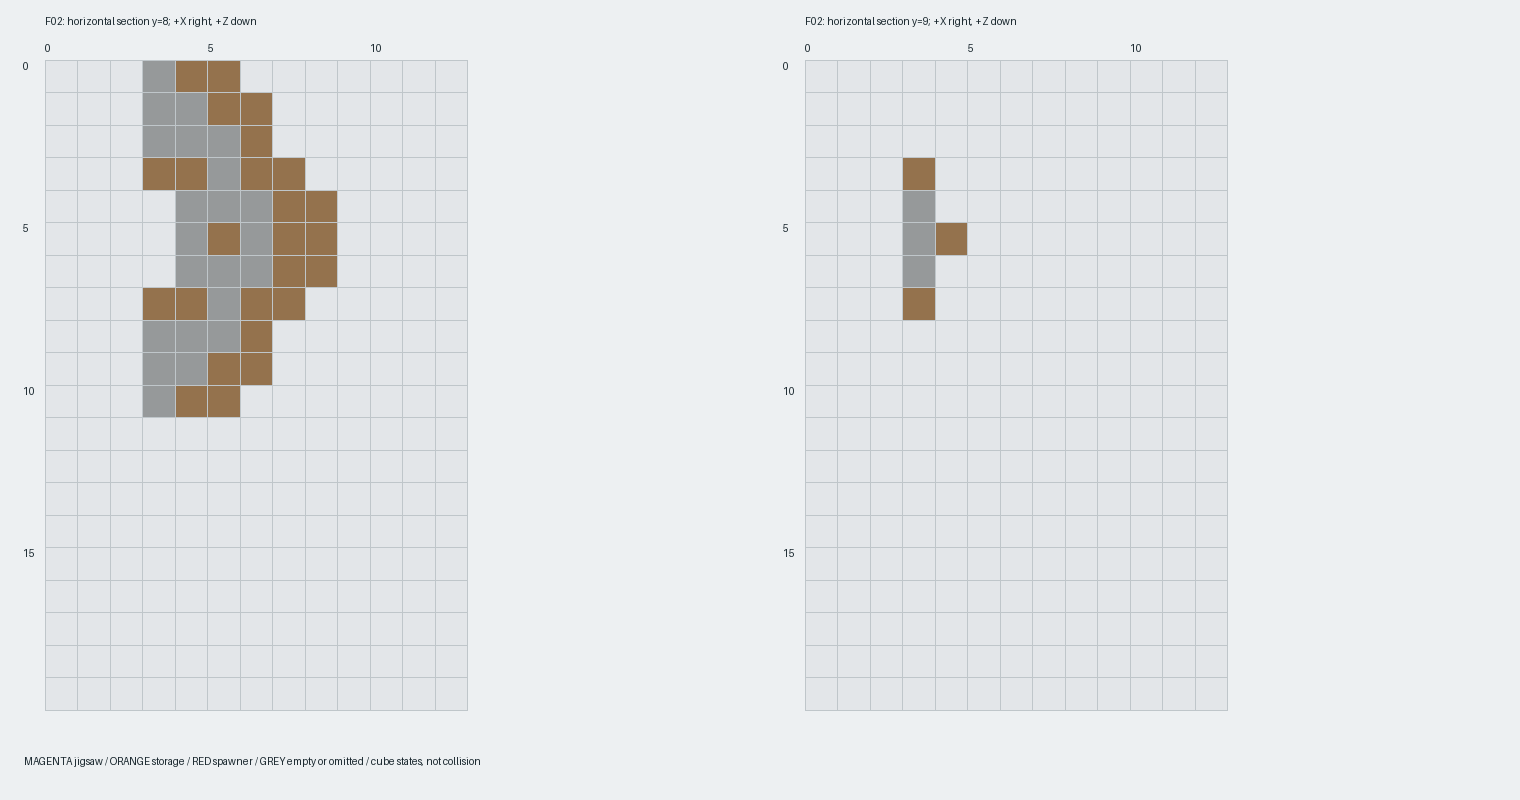 F02: horizontal section y=8; +X right, +Z down
0 5 10
0
5
10
15
F02: horizontal section y=9; +X right, +Z down
0 5 10
0
5
10
15
MAGENTA jigsaw / ORANGE storage / RED spawner / GREY empty or omitted / cube states, not collision